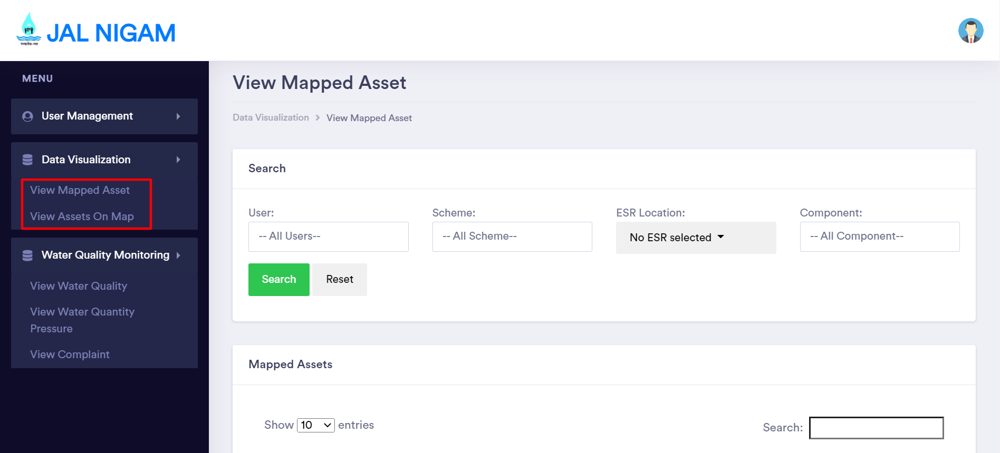 JAL NIGAM
MENU
User Management
Data Visualization
View Mapped Asset
View Assets On Map
Water Quality Monitoring
View Water Quality
View Water Quantity
Pressure
View Complaint
View Mapped Asset
Data Visualization > View Mapped Asset
Search
User: Scheme: ESR Location: Component:
-- All Users-- -- All Scheme-- No ESR selected -- All Component--
Search Reset
Mapped Assets
Show 10 entries Search: